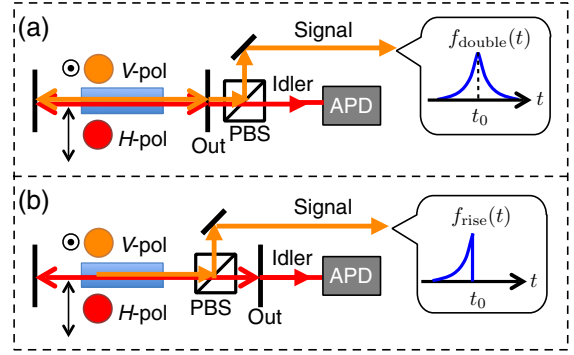 (a)
Signal
V-pol
Idler
APD
H-pol
Out
PBS
f_double(t)
t
t_0
(b)
Signal
V-pol
Idler
APD
H-pol
PBS
Out
f_rise(t)
t
t_0